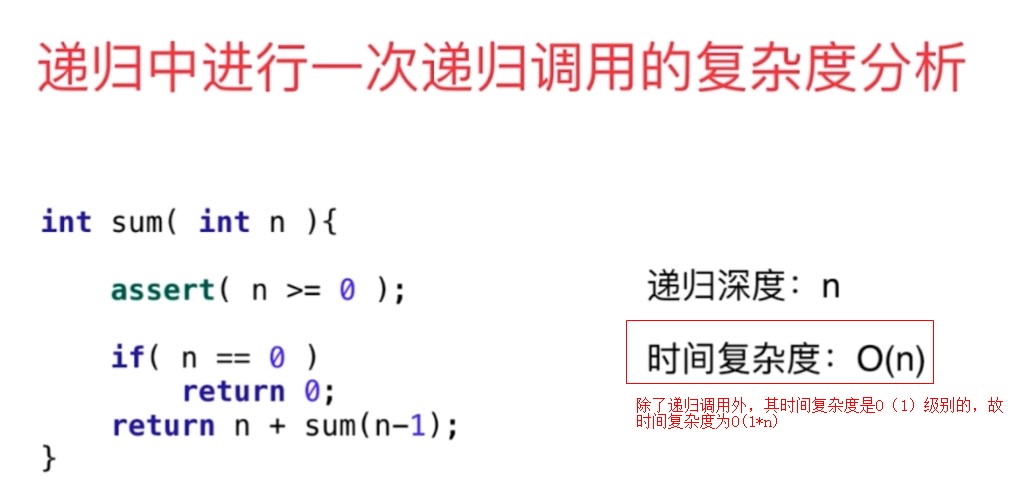 递归中进行一次递归调用的复杂度分析
int sum( int n ){
assert( n >= 0 );
if( n == 0 )
return 0;
return n + sum(n-1);
}
递归深度：n
时间复杂度：O(n)
除了递归调用外，其时间复杂度是O（1）级别的，故
时间复杂度为O(1*n)